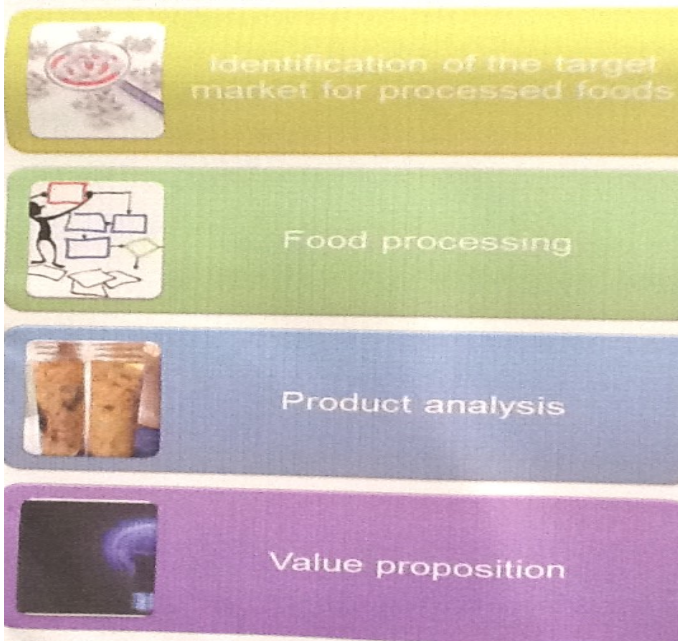 Identification of the target
market for processed foods
Food processing
Product analysis
Value proposition